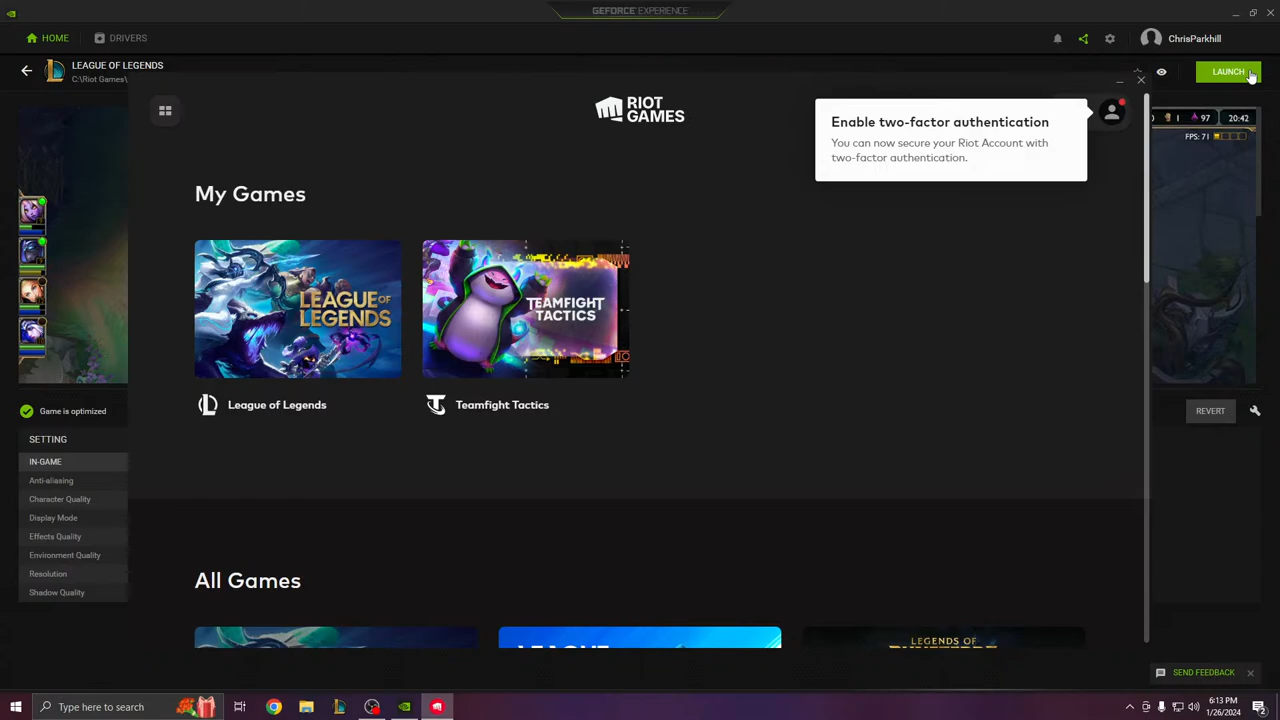 GEFORCE EXPERIENCE
HOME
DRIVERS
ChrisParkhill
LEAGUE OF LEGENDS
C:\Riot Games\
LAUNCH
RIOT
GAMES
Enable two-factor authentication
You can now secure your Riot Account with
two-factor authentication.
1
97
20:42
FPS: 71
My Games
LEAGUE OF
LEGENDS
TEAMFIGHT
TACTICS
League of Legends
Teamfight Tactics
Game is optimized
REVERT
SETTING
IN-GAME
Anti-aliasing
Character Quality
Display Mode
Effects Quality
Environment Quality
Resolution
Shadow Quality
All Games
LEGENDS OF
SEND FEEDBACK
Type here to search
6:13 PM
1/26/2024
2